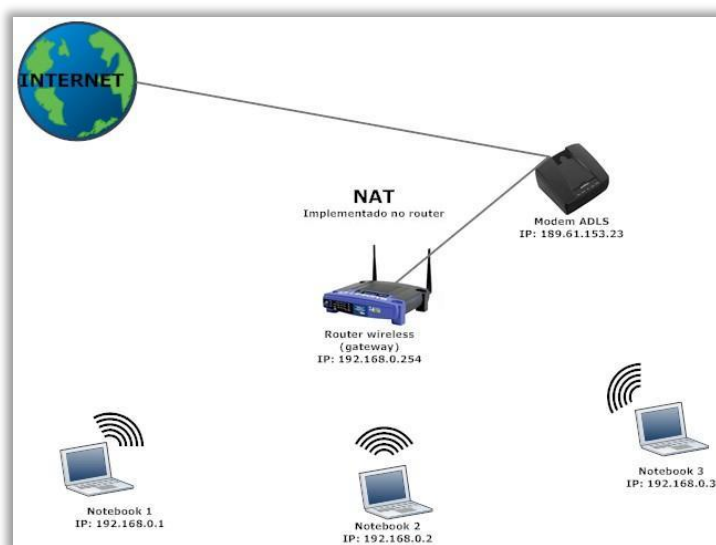 INTERNET
NAT
Implementado no router
Modem ADLS
IP: 189.61.153.23
Router wireless
(gateway)
IP: 192.168.0.254
Notebook 1
IP: 192.168.0.1
Notebook 2
IP: 192.168.0.2
Notebook 3
IP: 192.168.0.3